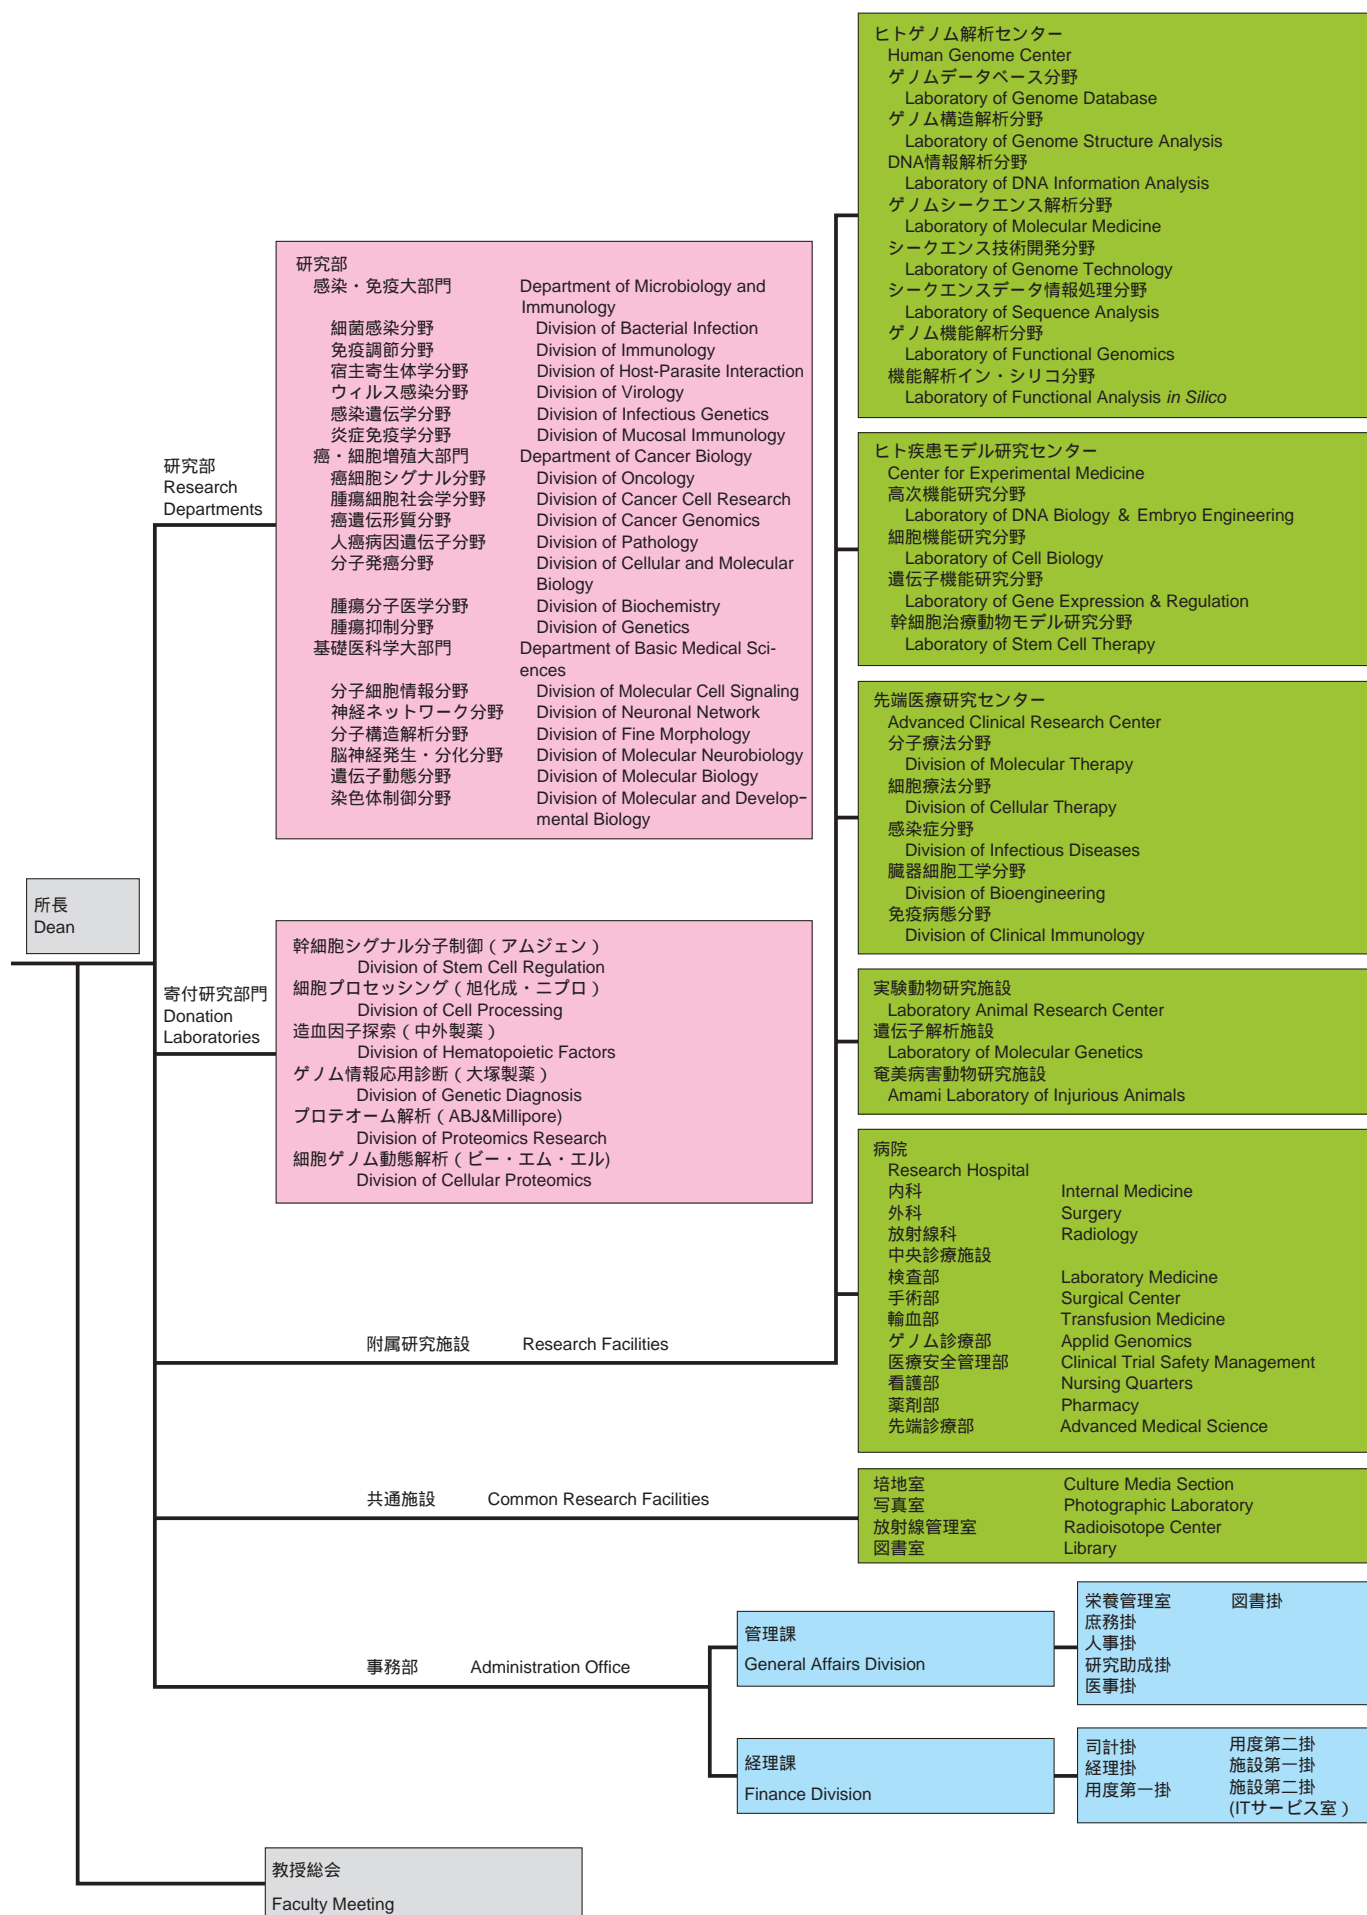 所長
Dean
研究部
Research
Departments
研究部
感染・免疫大部門 Department of Microbiology and
Immunology
細菌感染分野 Division of Bacterial Infection
免疫調節分野 Division of Immunology
宿主寄生体学分野 Division of Host-Parasite Interaction
ウィルス感染分野 Division of Virology
感染遺伝学分野 Division of Infectious Genetics
炎症免疫学分野 Division of Mucosal Immunology
癌・細胞増殖大部門 Department of Cancer Biology
癌細胞シグナル分野 Division of Oncology
腫瘍細胞社会学分野 Division of Cancer Cell Research
癌遺伝形質分野 Division of Cancer Genomics
人癌病因遺伝子分野 Division of Pathology
分子発癌分野 Division of Cellular and Molecular
Biology
腫瘍分子医学分野 Division of Biochemistry
腫瘍抑制分野 Division of Genetics
基礎医科学大部門 Department of Basic Medical Sci-
ences
分子細胞情報分野 Division of Molecular Cell Signaling
神経ネットワーク分野 Division of Neuronal Network
分子構造解析分野 Division of Fine Morphology
脳神経発生・分化分野 Division of Molecular Neurobiology
遺伝子動態分野 Division of Molecular Biology
染色体制御分野 Division of Molecular and Develop-
mental Biology
寄付研究部門
Donation
Laboratories
幹細胞シグナル分子制御（アムジェン）
Division of Stem Cell Regulation
細胞プロセッシング（旭化成・ニプロ）
Division of Cell Processing
造血因子探索（中外製薬）
Division of Hematopoietic Factors
ゲノム情報応用診断（大塚製薬）
Division of Genetic Diagnosis
プロテオーム解析（ABJ&Millipore)
Division of Proteomics Research
細胞ゲノム動態解析（ビー・エム・エル)
Division of Cellular Proteomics
附属研究施設 Research Facilities
ヒトゲノム解析センター
Human Genome Center
ゲノムデータベース分野
Laboratory of Genome Database
ゲノム構造解析分野
Laboratory of Genome Structure Analysis
DNA情報解析分野
Laboratory of DNA Information Analysis
ゲノムシークエンス解析分野
Laboratory of Molecular Medicine
シークエンス技術開発分野
Laboratory of Genome Technology
シークエンスデータ情報処理分野
Laboratory of Sequence Analysis
ゲノム機能解析分野
Laboratory of Functional Genomics
機能解析イン・シリコ分野
Laboratory of Functional Analysis in Silico
ヒト疾患モデル研究センター
Center for Experimental Medicine
高次機能研究分野
Laboratory of DNA Biology & Embryo Engineering
細胞機能研究分野
Laboratory of Cell Biology
遺伝子機能研究分野
Laboratory of Gene Expression & Regulation
幹細胞治療動物モデル研究分野
Laboratory of Stem Cell Therapy
先端医療研究センター
Advanced Clinical Research Center
分子療法分野
Division of Molecular Therapy
細胞療法分野
Division of Cellular Therapy
感染症分野
Division of Infectious Diseases
臓器細胞工学分野
Division of Bioengineering
免疫病態分野
Division of Clinical Immunology
実験動物研究施設
Laboratory Animal Research Center
遺伝子解析施設
Laboratory of Molecular Genetics
奄美病害動物研究施設
Amami Laboratory of Injurious Animals
病院
Research Hospital
内科 Internal Medicine
外科 Surgery
放射線科 Radiology
中央診療施設
検査部 Laboratory Medicine
手術部 Surgical Center
輸血部 Transfusion Medicine
ゲノム診療部 Applid Genomics
医療安全管理部 Clinical Trial Safety Management
看護部 Nursing Quarters
薬剤部 Pharmacy
先端診療部 Advanced Medical Science
共通施設 Common Research Facilities
培地室 Culture Media Section
写真室 Photographic Laboratory
放射線管理室 Radioisotope Center
図書室 Library
事務部 Administration Office
管理課
General Affairs Division
栄養管理室 図書掛
庶務掛
人事掛
研究助成掛
医事掛
経理課
Finance Division
司計掛 用度第二掛
経理掛 施設第一掛
用度第一掛 施設第二掛
(ITサービス室）
教授総会
Faculty Meeting